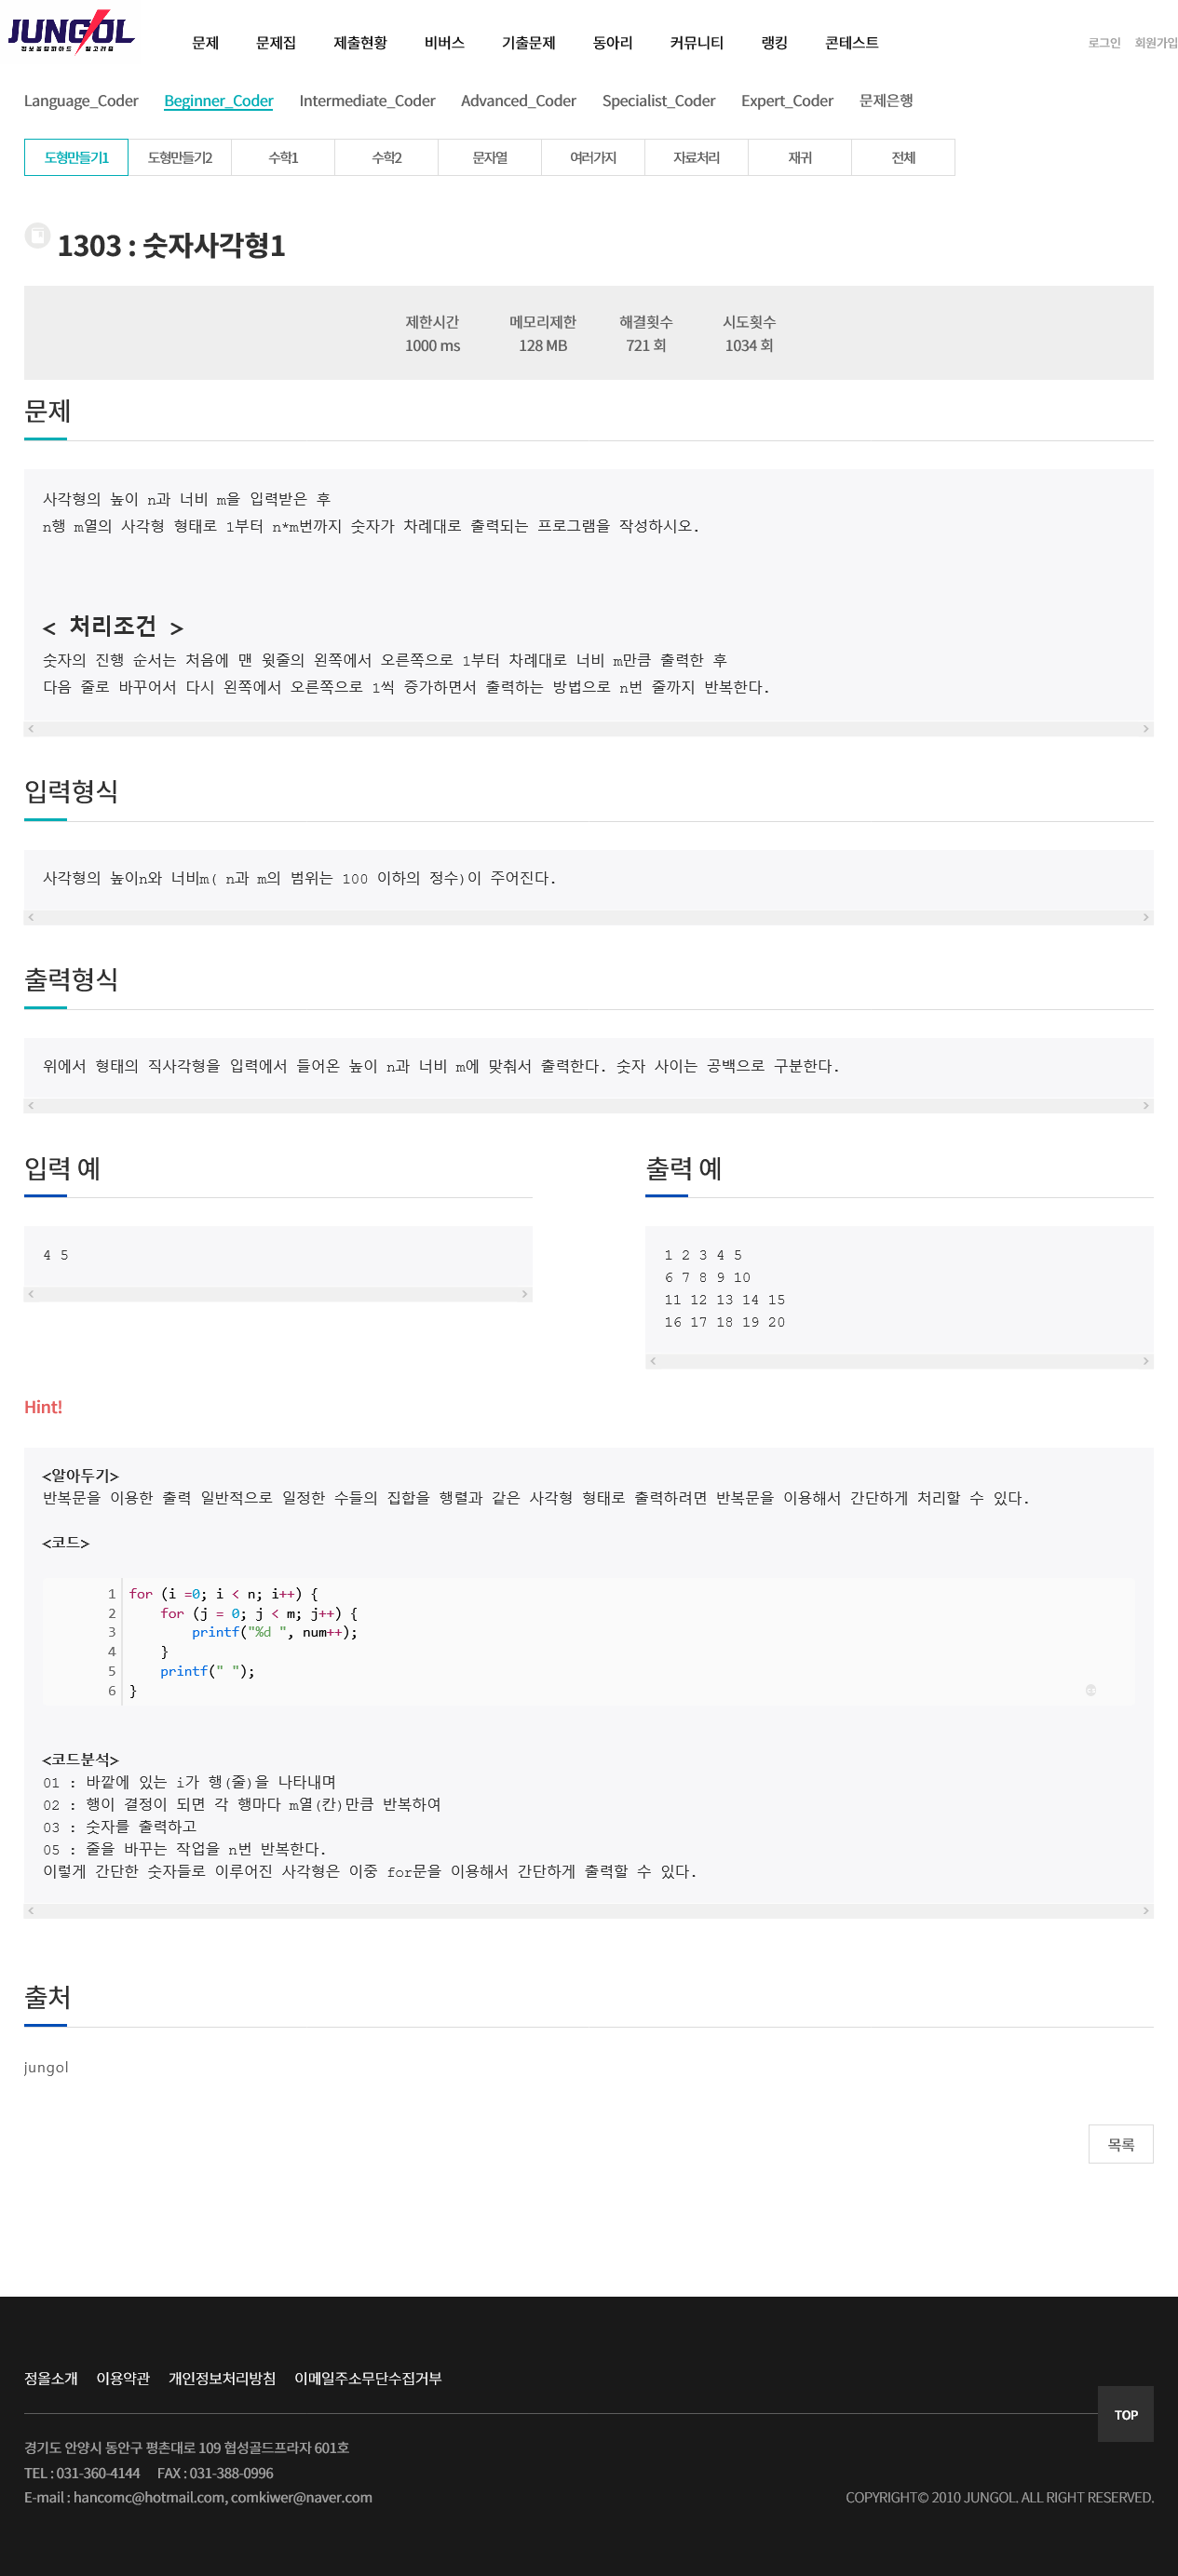 JUNGOL
정보올림피아드 & 알고리즘
문제 문제집 제출현황 비버스 기출문제 동아리 커뮤니티 랭킹 콘테스트 로그인 회원가입
Language_Coder Beginner_Coder Intermediate_Coder Advanced_Coder Specialist_Coder Expert_Coder 문제은행
도형만들기1 도형만들기2 수학1 수학2 문자열 여러가지 자료처리 재귀 전체
1303 : 숫자사각형1
제한시간 메모리제한 해결횟수 시도횟수
1000 ms 128 MB 721 회 1034 회
문제
사각형의 높이 n과 너비 m을 입력받은 후
n행 m열의 사각형 형태로 1부터 n*m번까지 숫자가 차례대로 출력되는 프로그램을 작성하시오.
< 처리조건 >
숫자의 진행 순서는 처음에 맨 윗줄의 왼쪽에서 오른쪽으로 1부터 차례대로 너비 m만큼 출력한 후
다음 줄로 바꾸어서 다시 왼쪽에서 오른쪽으로 1씩 증가하면서 출력하는 방법으로 n번 줄까지 반복한다.
입력형식
사각형의 높이n와 너비m( n과 m의 범위는 100 이하의 정수)이 주어진다.
출력형식
위에서 형태의 직사각형을 입력에서 들어온 높이 n과 너비 m에 맞춰서 출력한다. 숫자 사이는 공백으로 구분한다.
입력 예
4 5
출력 예
1 2 3 4 5
6 7 8 9 10
11 12 13 14 15
16 17 18 19 20
Hint!
<알아두기>
반복문을 이용한 출력 일반적으로 일정한 수들의 집합을 행렬과 같은 사각형 형태로 출력하려면 반복문을 이용해서 간단하게 처리할 수 있다.
<코드>
1 for (i =0; i < n; i++) {
2     for (j = 0; j < m; j++) {
3         printf("%d ", num++);
4     }
5     printf(" ");
6 }
<코드분석>
01 : 바깥에 있는 i가 행(줄)을 나타내며
02 : 행이 결정이 되면 각 행마다 m열(칸)만큼 반복하여
03 : 숫자를 출력하고
05 : 줄을 바꾸는 작업을 n번 반복한다.
이렇게 간단한 숫자들로 이루어진 사각형은 이중 for문을 이용해서 간단하게 출력할 수 있다.
출처
jungol
목록
정올소개 이용약관 개인정보처리방침 이메일주소무단수집거부
TOP
경기도 안양시 동안구 평촌대로 109 협성골드프라자 601호
TEL : 031-360-4144 FAX : 031-388-0996
E-mail : hancomc@hotmail.com, comkiwer@naver.com
COPYRIGHT© 2010 JUNGOL. ALL RIGHT RESERVED.